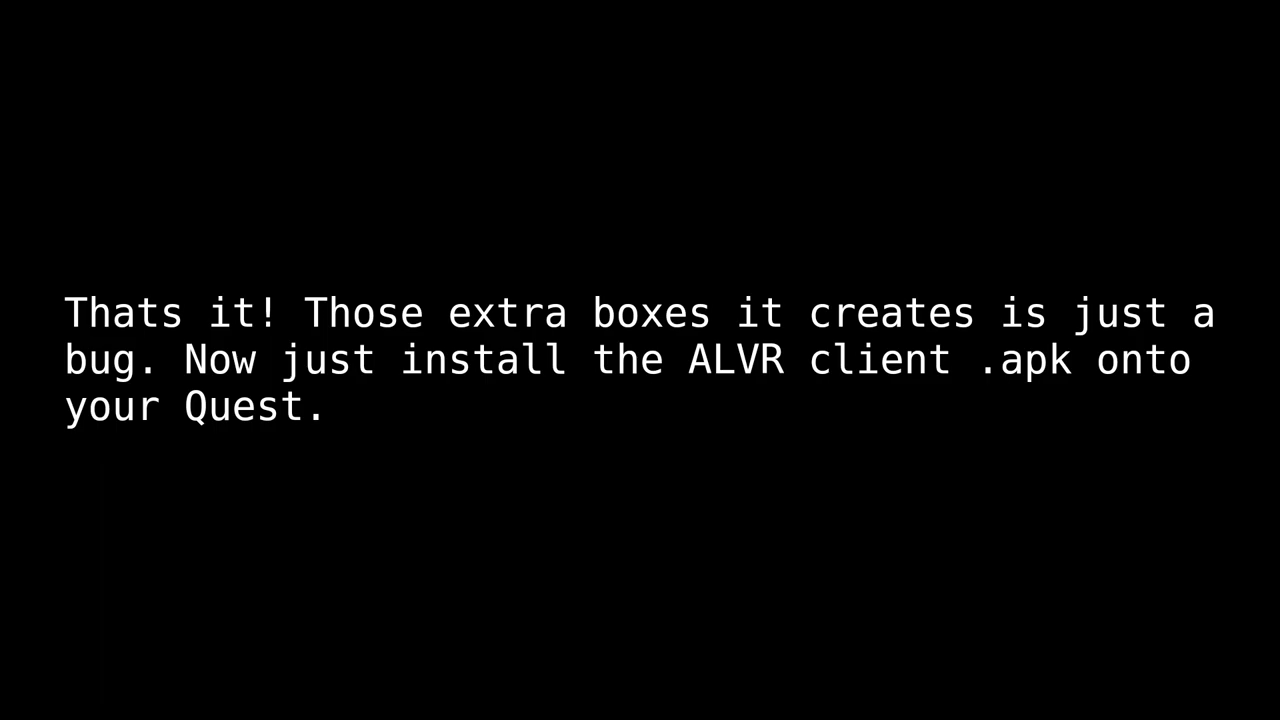 Thats it! Those extra boxes it creates is just a
bug. Now just install the ALVR client .apk onto
your Quest.